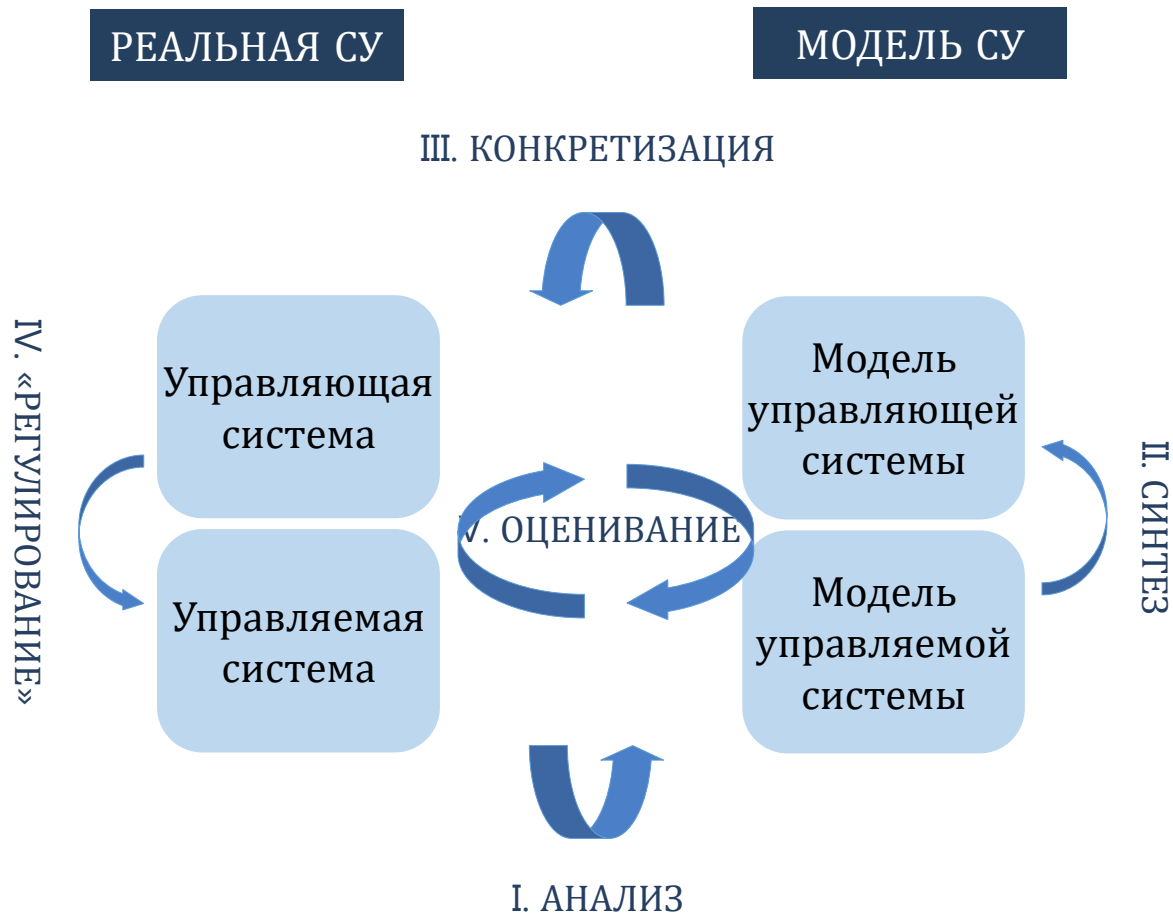 РЕАЛЬНАЯ СУ
МОДЕЛЬ СУ
III. КОНКРЕТИЗАЦИЯ
IV. «РЕГУЛИРОВАНИЕ»
Управляющая
система
Модель
управляющей
системы
II. СИНТЕЗ
V. ОЦЕНИВАНИЕ
Управляемая
система
Модель
управляемой
системы
I. АНАЛИЗ